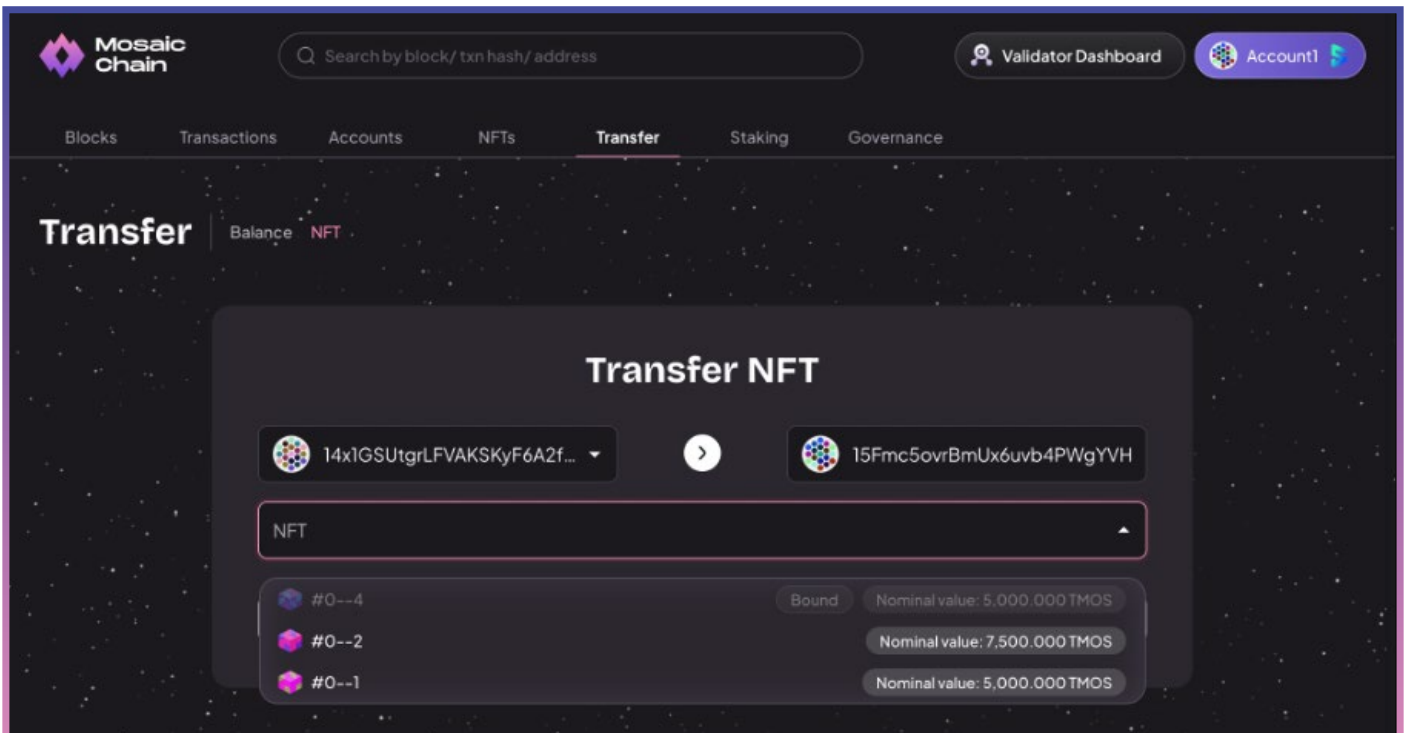 Mosaic
Chain
Search by block/ txn hash/ address
Validator Dashboard
Account1
Blocks Transactions Accounts NFTs Transfer Staking Governance
Transfer Balance NFT
Transfer NFT
14x1GSUtgrLFVAKSKyF6A2f... 15Fmc5ovrBmUx6uvb4PWgYVH
NFT
#0--4 Bound Nominal value: 5,000.000 TMOS
#0--2 Nominal value: 7,500.000 TMOS
#0--1 Nominal value: 5,000.000 TMOS